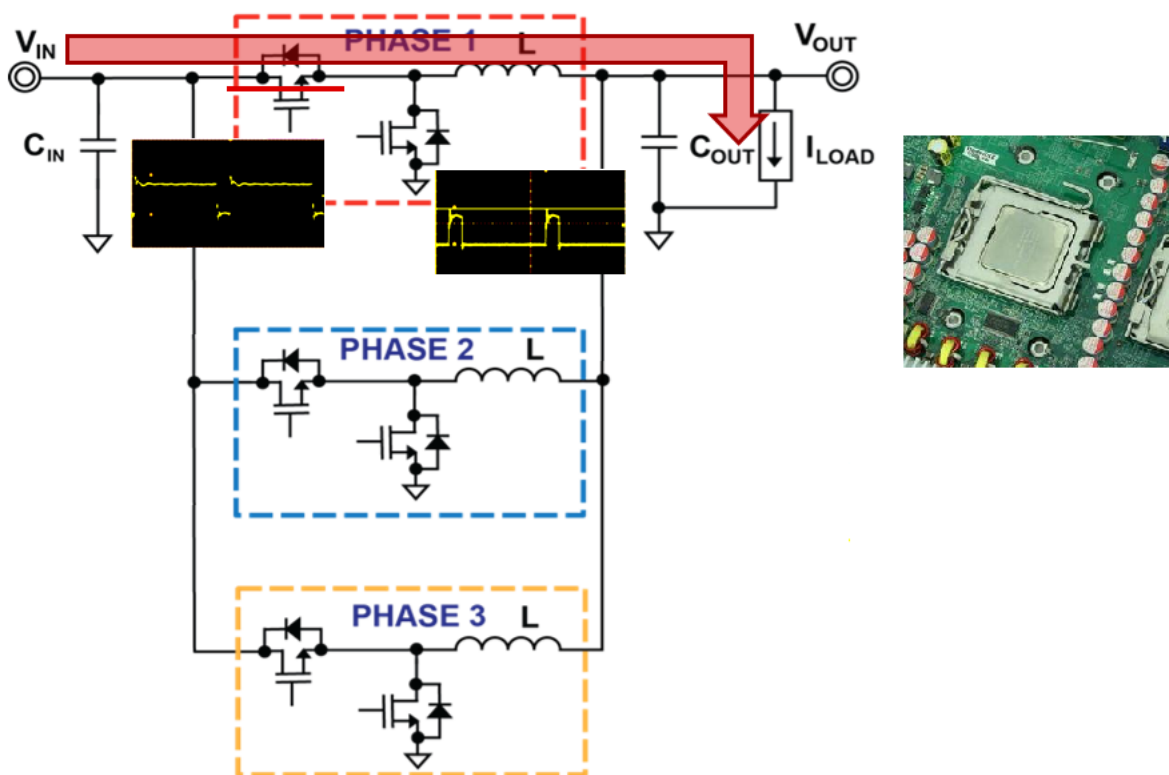 PHASE 1
L
VIN
VOUT
CIN
COUT
ILOAD
PHASE 2
L
PHASE 3
L